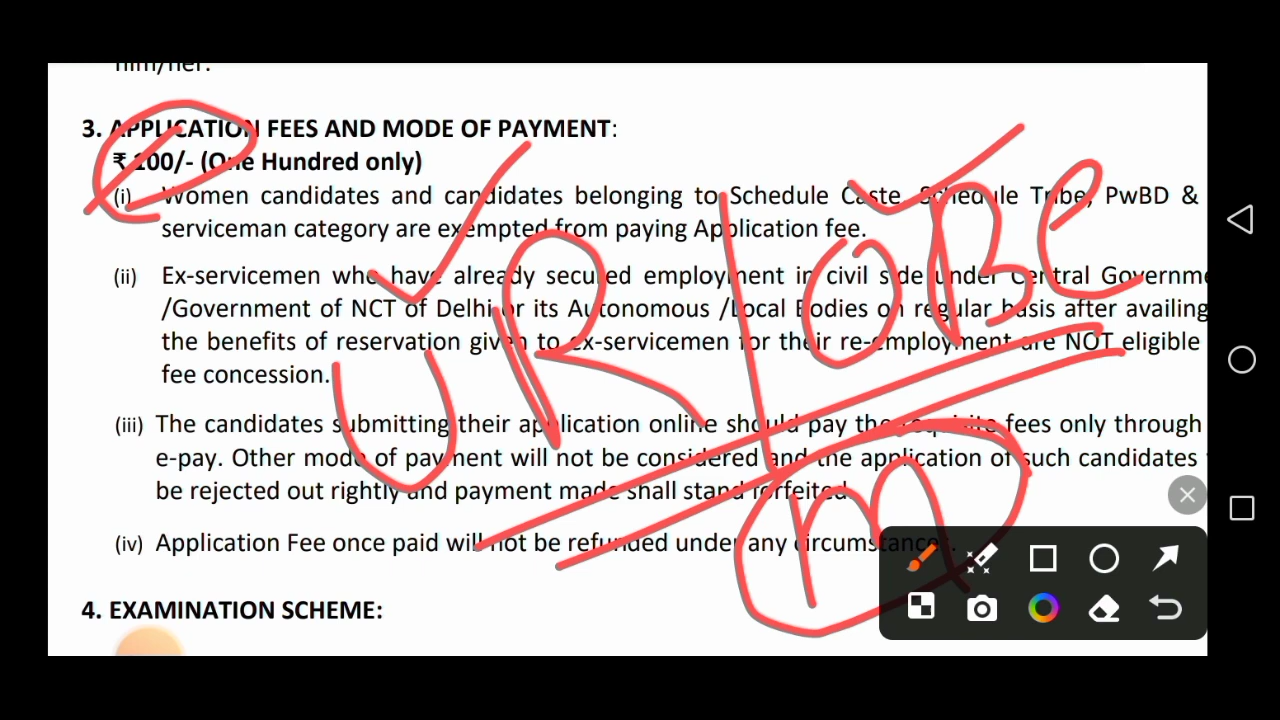 him/her.
3. APPLICATION FEES AND MODE OF PAYMENT:
₹ 100/- (One Hundred only)
(i) Women candidates and candidates belonging to Schedule Caste, Schedule Tribe, PwBD &
serviceman category are exempted from paying Application fee.
(ii) Ex-servicemen who have already secured employment in civil side under Central Governme
/Government of NCT of Delhi or its Autonomous /Local Bodies on regular basis after availing
the benefits of reservation given to ex-servicemen for their re-employment are NOT eligible
fee concession.
(iii) The candidates submitting their application online should pay the requisite fees only through
e-pay. Other mode of payment will not be considered and the application of such candidates
be rejected out rightly and payment made shall stand forfeited.
(iv) Application Fee once paid will not be refunded under any circumstances.
4. EXAMINATION SCHEME:
UR/OBC
m